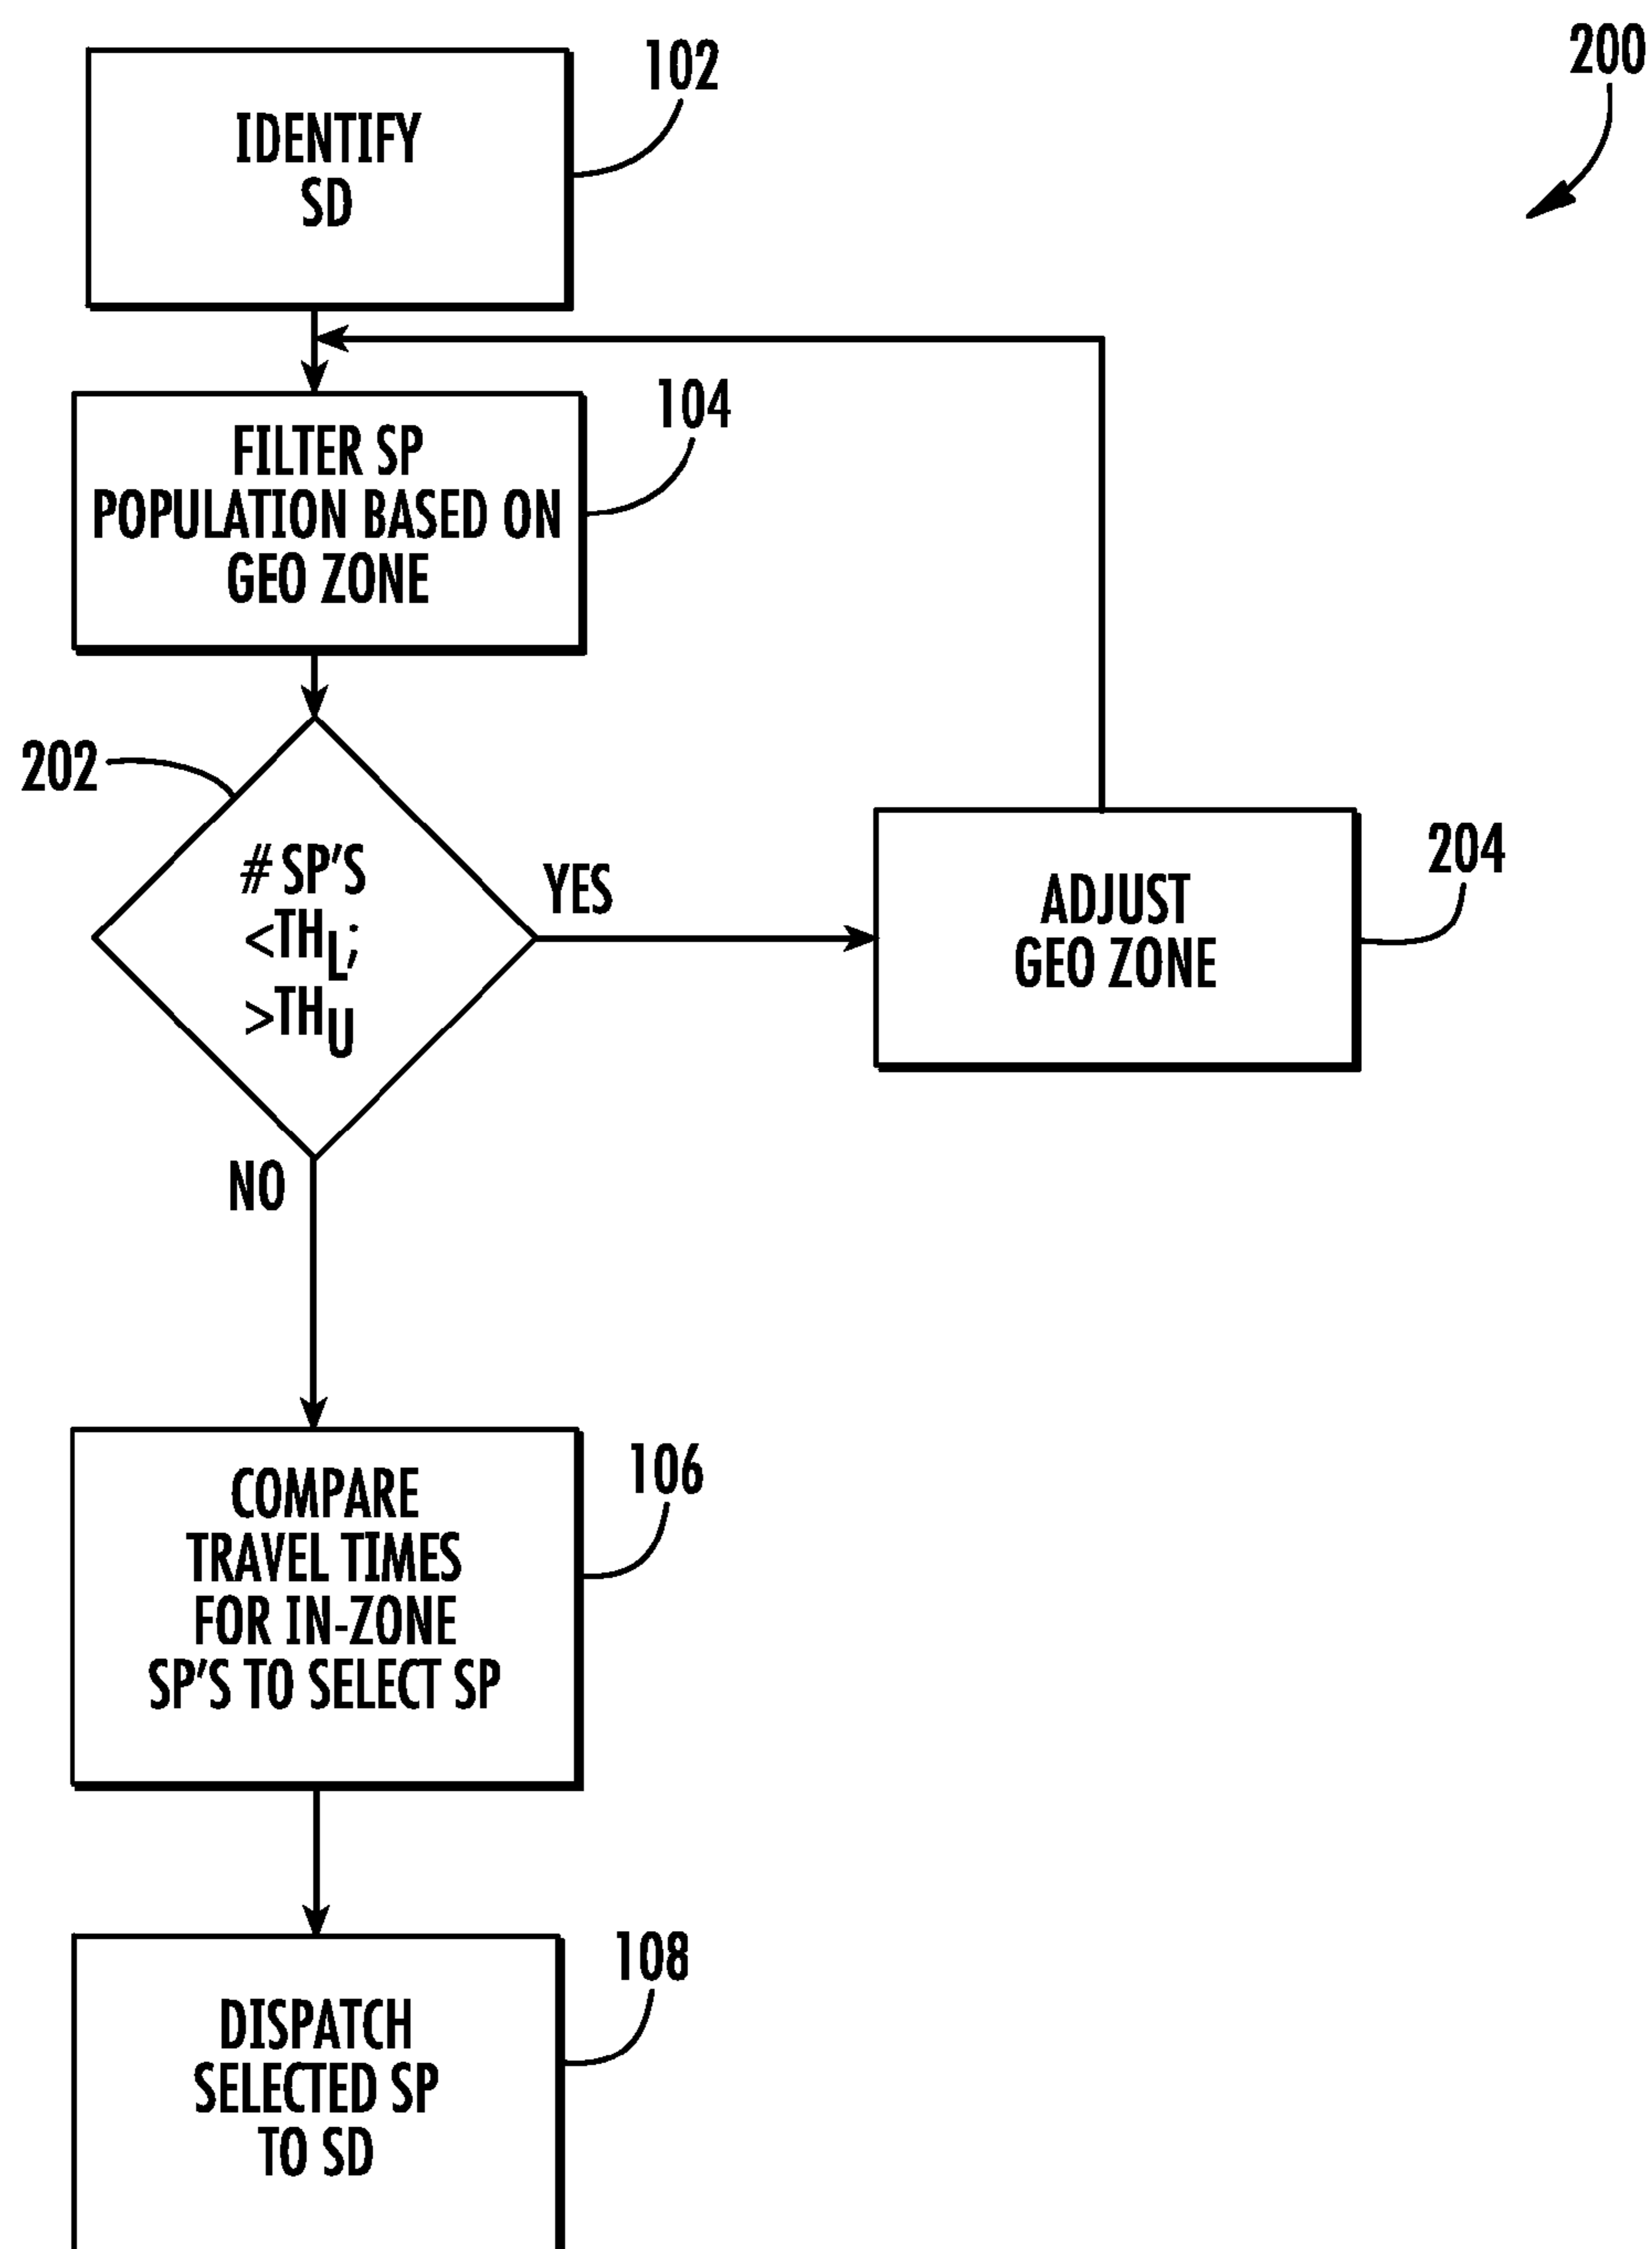 200
102
IDENTIFY
SD
104
FILTER SP
POPULATION BASED ON
GEO ZONE
202
# SP'S
<THL;
>THU
YES
204
ADJUST
GEO ZONE
NO
106
COMPARE
TRAVEL TIMES
FOR IN-ZONE
SP'S TO SELECT SP
108
DISPATCH
SELECTED SP
TO SD